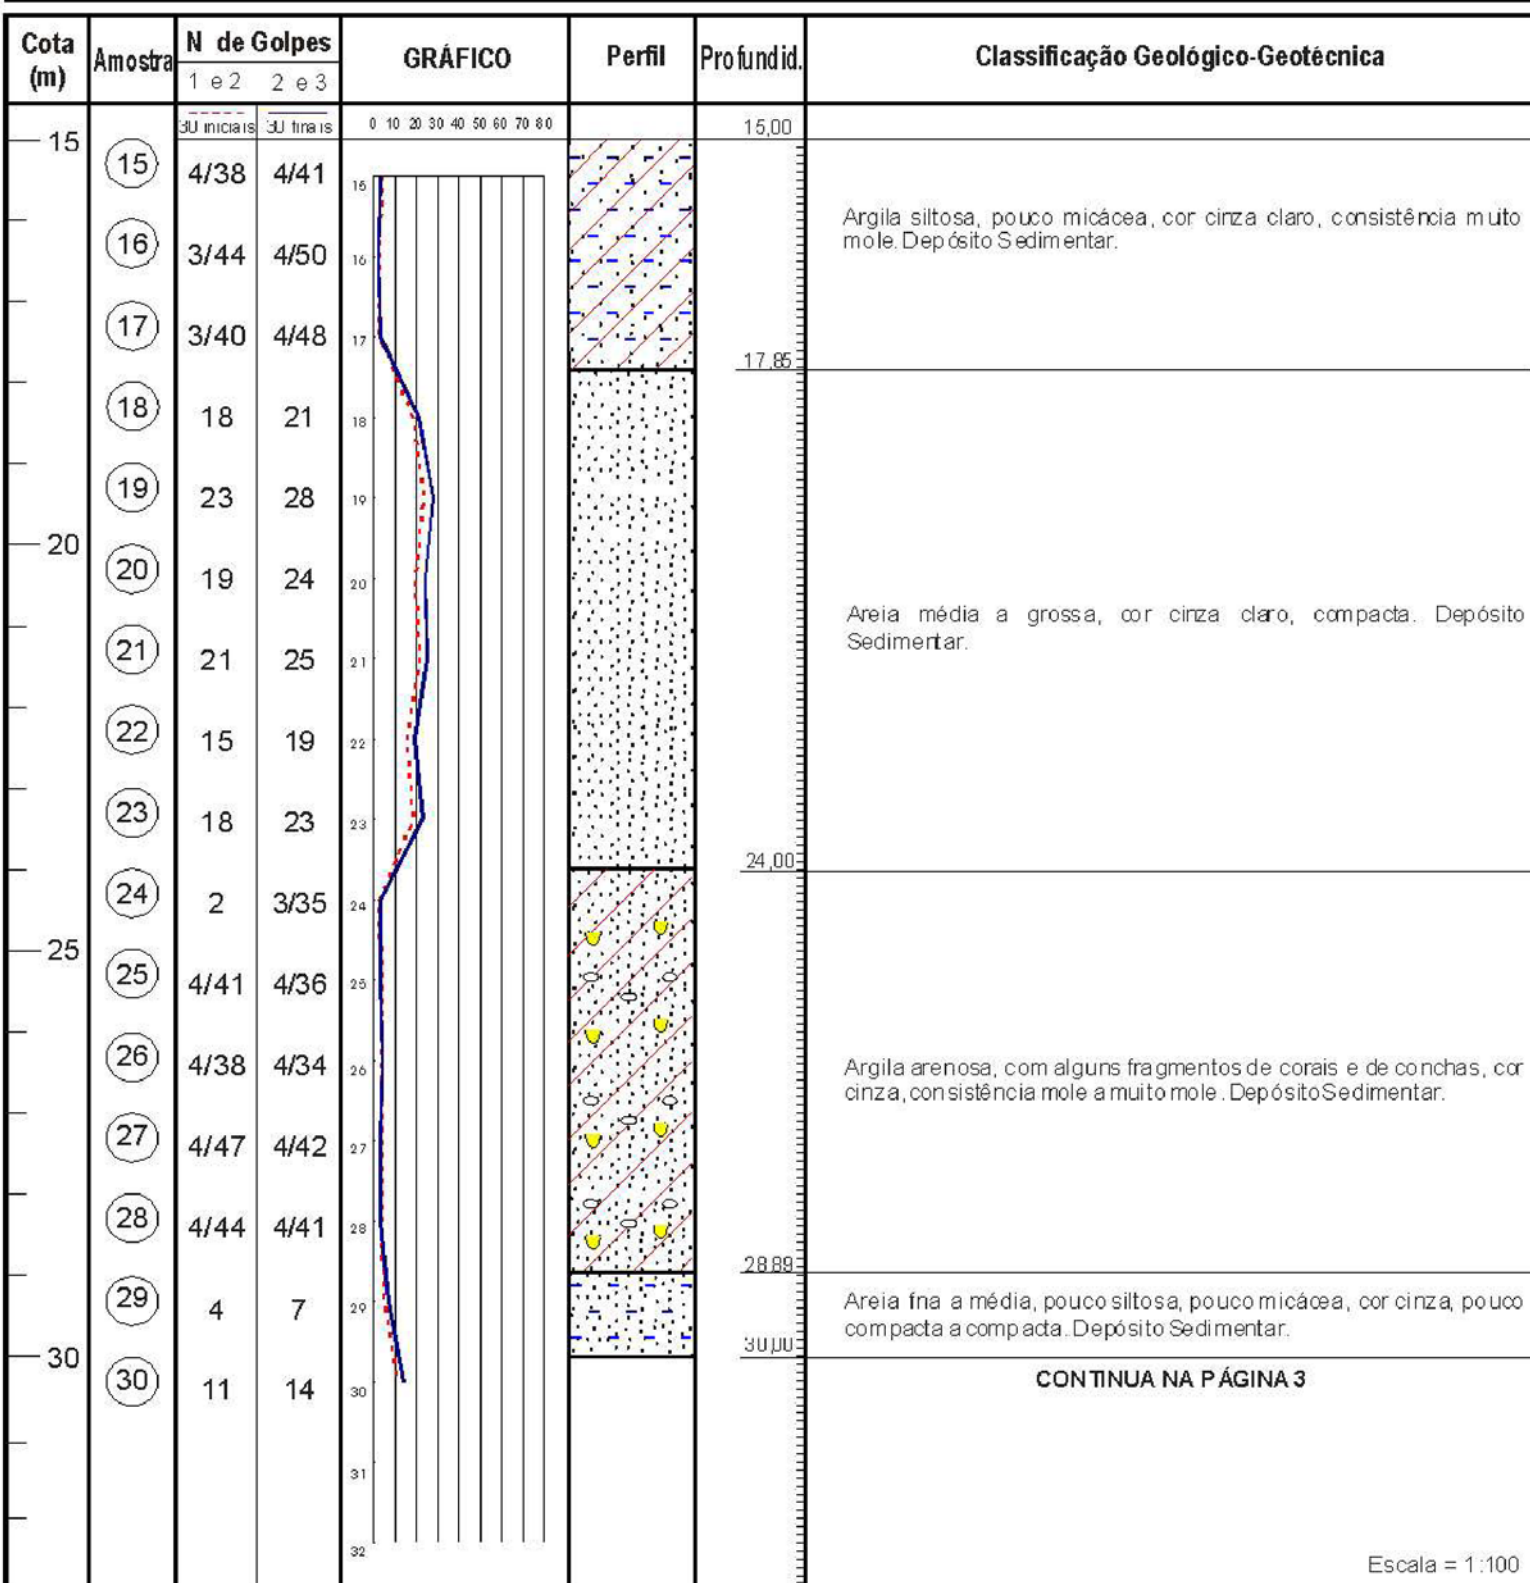 Cota (m) Amostra N de Golpes GRÁFICO Perfil Profundid. Classificação Geológico-Geotécnica
1 e 2 2 e 3
30 iniciais 30 finais 0 10 20 30 40 50 60 70 80 15,00
15
15 4/38 4/41
15
Argila siltosa, pouco micácea, cor cinza claro, consistência muito
mole. Depósito Sedimentar.
16 3/44 4/50
16
17 3/40 4/48
17
17,85
18 18 21
18
19 23 28
19
20
20 19 24
20
Areia média a grossa, cor cinza claro, compacta. Depósito
Sedimentar.
21 21 25
21
22 15 19
22
23 18 23
23
24,00
24 2 3/35
24
25
25 4/41 4/36
25
26 4/38 4/34
26
Argila arenosa, com alguns fragmentos de corais e de conchas, cor
cinza, consistência mole a muito mole. Depósito Sedimentar.
27 4/47 4/42
27
28 4/44 4/41
28
28,89
29 4 7
29
Areia fna a média, pouco siltosa, pouco micácea, cor cinza, pouco
compacta a compacta. Depósito Sedimentar.
30,00
30
30 11 14
30
CONTINUA NA PÁGINA 3
31
32
Escala = 1:100